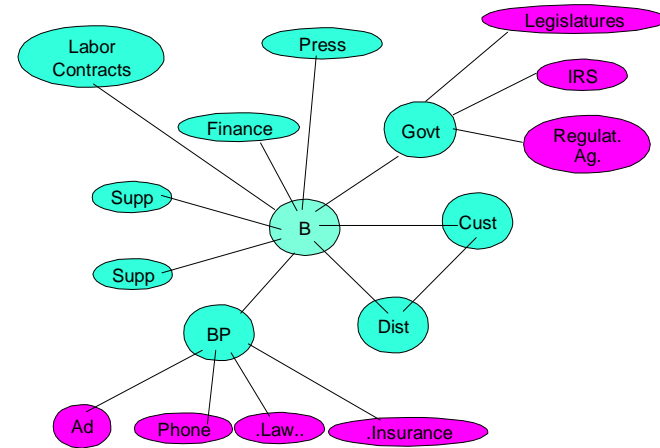 Legislatures
Labor
Contracts
Press
IRS
Finance
Govt
Regulat.
Ag.
Supp
B
Cust
Supp
BP
Dist
Ad
Phone
.Law..
.Insurance